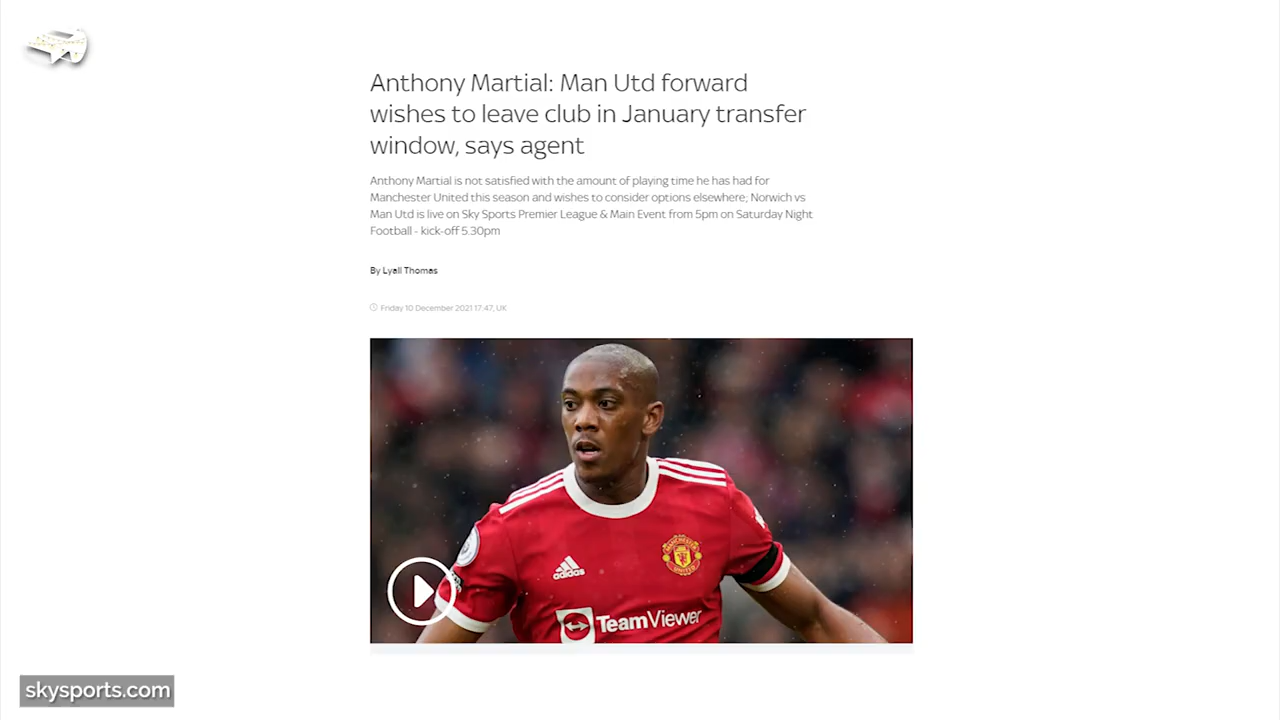 Anthony Martial: Man Utd forward
wishes to leave club in January transfer
window, says agent
Anthony Martial is not satisfied with the amount of playing time he has had for
Manchester United this season and wishes to consider options elsewhere; Norwich vs
Man Utd is live on Sky Sports Premier League & Main Event from 5pm on Saturday Night
Football - kick-off 5.30pm
By Lyall Thomas
Friday 10 December 2021 17:47, UK
MANCHESTER
UNITED
adidas
TeamViewer
skysports.com